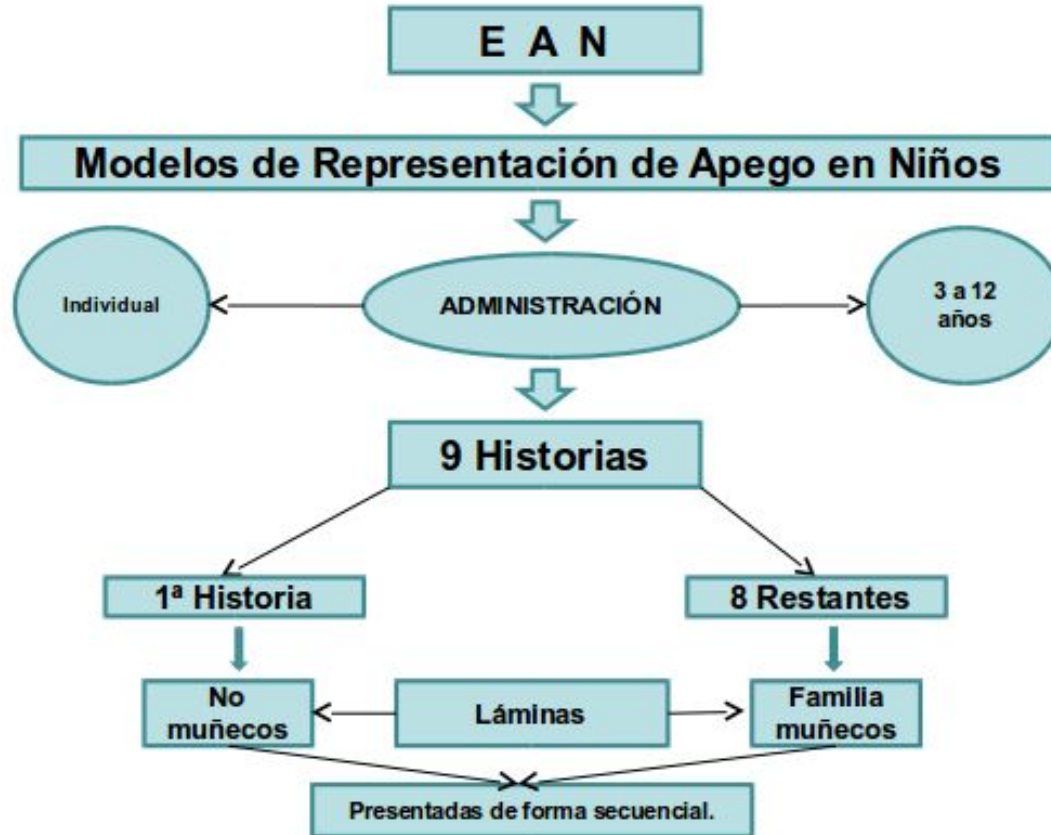 E A N
Modelos de Representación de Apego en Niños
Individual
ADMINISTRACIÓN
3 a 12
años
9 Historias
1ª Historia
8 Restantes
No
muñecos
Láminas
Familia
muñecos
Presentadas de forma secuencial.